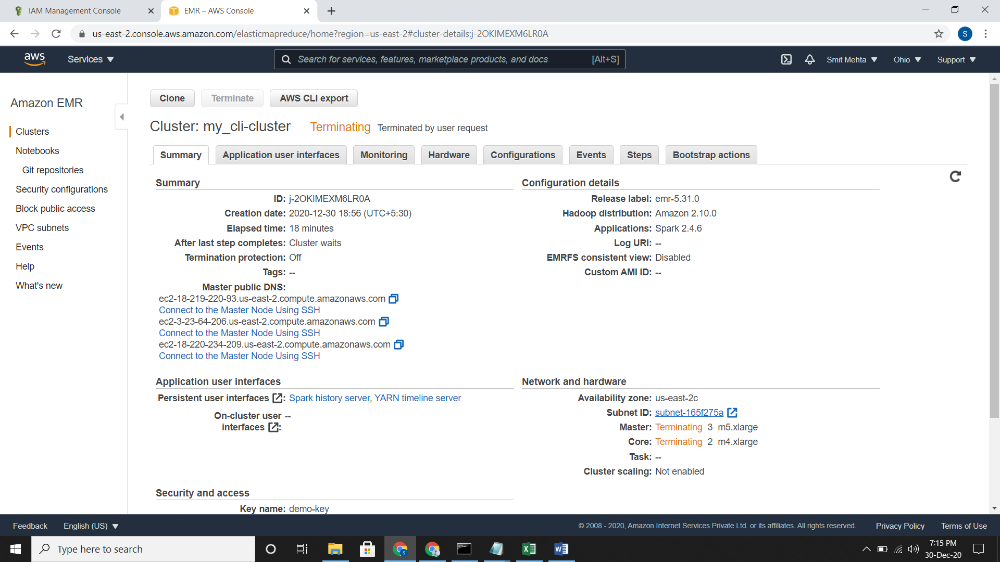 IAM Management Console
EMR – AWS Console
us-east-2.console.aws.amazon.com/elasticmapreduce/home?region=us-east-2#cluster-details:j-2OKIMEXM6LR0A
S
aws
Services
Search for services, features, marketplace products, and docs [Alt+S]
Smit Mehta
Ohio
Support
Amazon EMR
Clusters
Notebooks
Git repositories
Security configurations
Block public access
VPC subnets
Events
Help
What's new
Clone
Terminate
AWS CLI export
Cluster: my_cli-cluster Terminating Terminated by user request
Summary
Application user interfaces
Monitoring
Hardware
Configurations
Events
Steps
Bootstrap actions
Summary
ID: j-2OKIMEXM6LR0A
Creation date: 2020-12-30 18:56 (UTC+5:30)
Elapsed time: 18 minutes
After last step completes: Cluster waits
Termination protection: Off
Tags: --
Master public DNS:
ec2-18-219-220-93.us-east-2.compute.amazonaws.com
Connect to the Master Node Using SSH
ec2-3-23-64-206.us-east-2.compute.amazonaws.com
Connect to the Master Node Using SSH
ec2-18-220-234-209.us-east-2.compute.amazonaws.com
Connect to the Master Node Using SSH
Configuration details
Release label: emr-5.31.0
Hadoop distribution: Amazon 2.10.0
Applications: Spark 2.4.6
Log URI: --
EMRFS consistent view: Disabled
Custom AMI ID: --
Application user interfaces
Persistent user interfaces : Spark history server, YARN timeline server
On-cluster user --
interfaces :
Network and hardware
Availability zone: us-east-2c
Subnet ID: subnet-165f275a
Master: Terminating 3 m5.xlarge
Core: Terminating 2 m4.xlarge
Task: --
Cluster scaling: Not enabled
Security and access
Key name: demo-key
Feedback
English (US)
© 2008 - 2020, Amazon Internet Services Private Ltd. or its affiliates. All rights reserved.
Privacy Policy
Terms of Use
Type here to search
7:15 PM
30-Dec-20